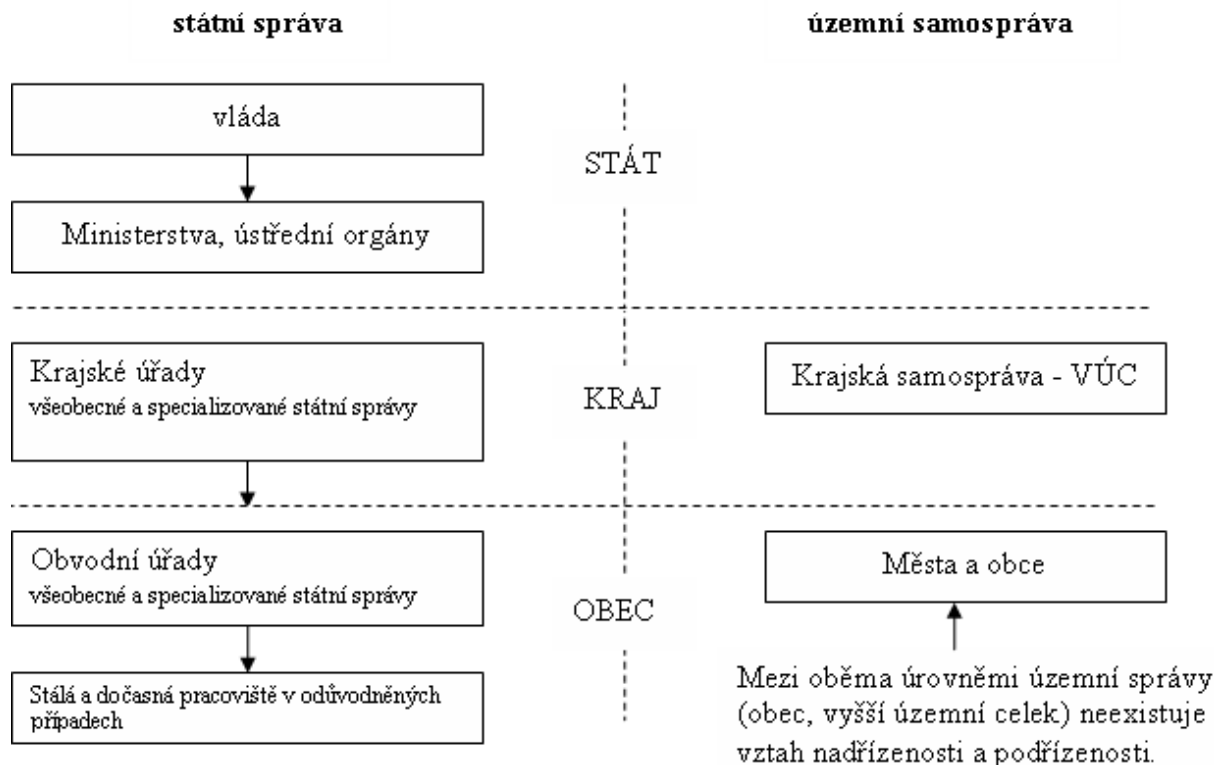 státní správa
územní samospráva
vláda
STÁT
Ministerstva, ústřední orgány
Krajské úřady
všeobecné a specializované státní správy
KRAJ
Krajská samospráva - VÚC
Obvodní úřady
všeobecné a specializované státní správy
OBEC
Města a obce
Stálá a dočasná pracoviště v odůvodněných
případech
Mezi oběma úrovněmi územní správy
(obec, vyšší územní celek) neexistuje
vztah nadřízenosti a podřízenosti.